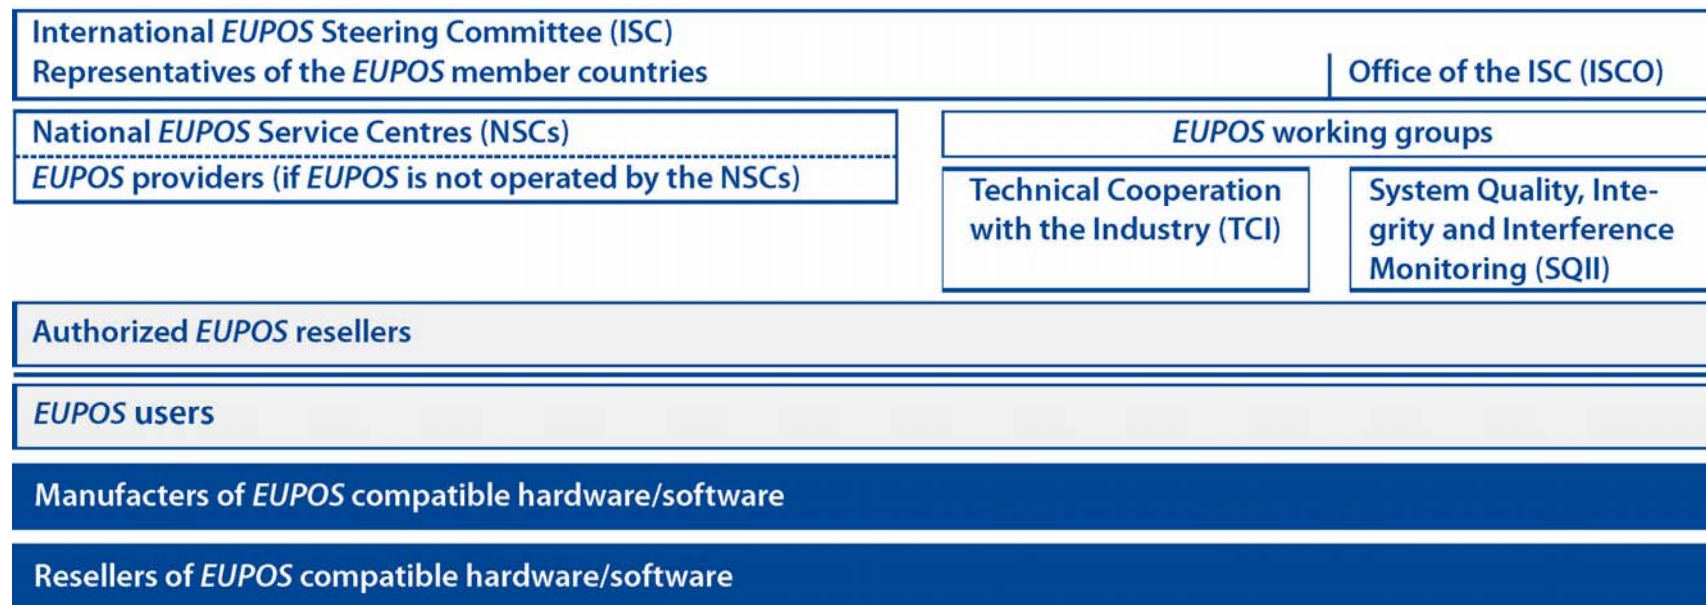 International EUPOS Steering Committee (ISC)
Representatives of the EUPOS member countries
Office of the ISC (ISCO)
National EUPOS Service Centres (NSCs)
EUPOS providers (if EUPOS is not operated by the NSCs)
EUPOS working groups
Technical Cooperation
with the Industry (TCI)
System Quality, Inte-
grity and Interference
Monitoring (SQII)
Authorized EUPOS resellers
EUPOS users
Manufacters of EUPOS compatible hardware/software
Resellers of EUPOS compatible hardware/software